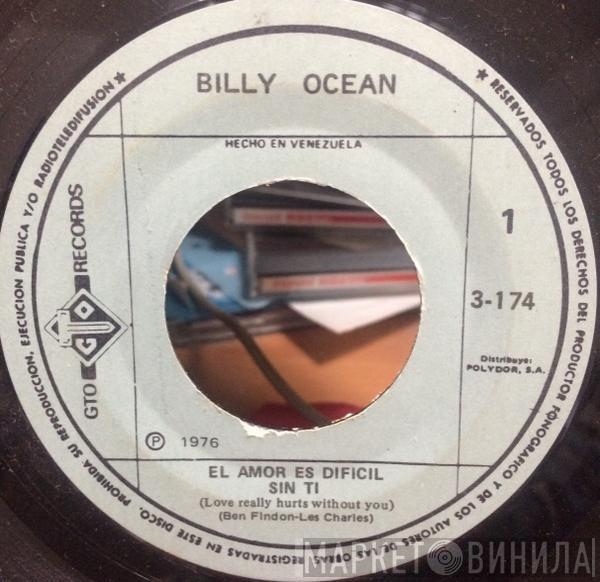 BILLY OCEAN
HECHO EN VENEZUELA
GTO RECORDS
GTO
1
3-174
Distribuye:
POLYDOR, S.A.
℗ 1976
EL AMOR ES DIFICIL
SIN TI
(Love really hurts without you)
(Ben Findon-Les Charles)
★ RESERVADOS TODOS LOS DERECHOS DEL PRODUCTOR FONOGRAFICO Y DE LOS AUTORES DE LAS OBRAS REGISTRADAS EN ESTE DISCO. PROHIBIDA SU REPRODUCCION, EJECUCION PUBLICA Y/O RADIOTELEDIFUSION ★
МАРКЕТ ВИНИЛА